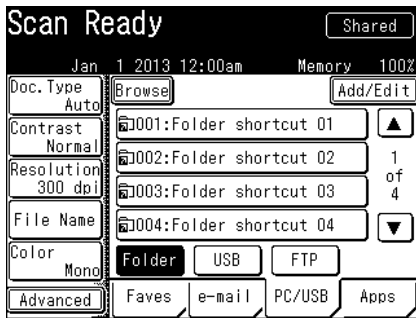 Scan Ready
Shared
Jan 1 2013 12:00am Memory 100%
Doc.Type
Auto
Browse
Add/Edit
Contrast
Normal
001:Folder shortcut 01
Resolution
300 dpi
002:Folder shortcut 02
1
of
4
003:Folder shortcut 03
File Name
004:Folder shortcut 04
Color
Mono
Folder
USB
FTP
Advanced
Faves
e-mail
PC/USB
Apps